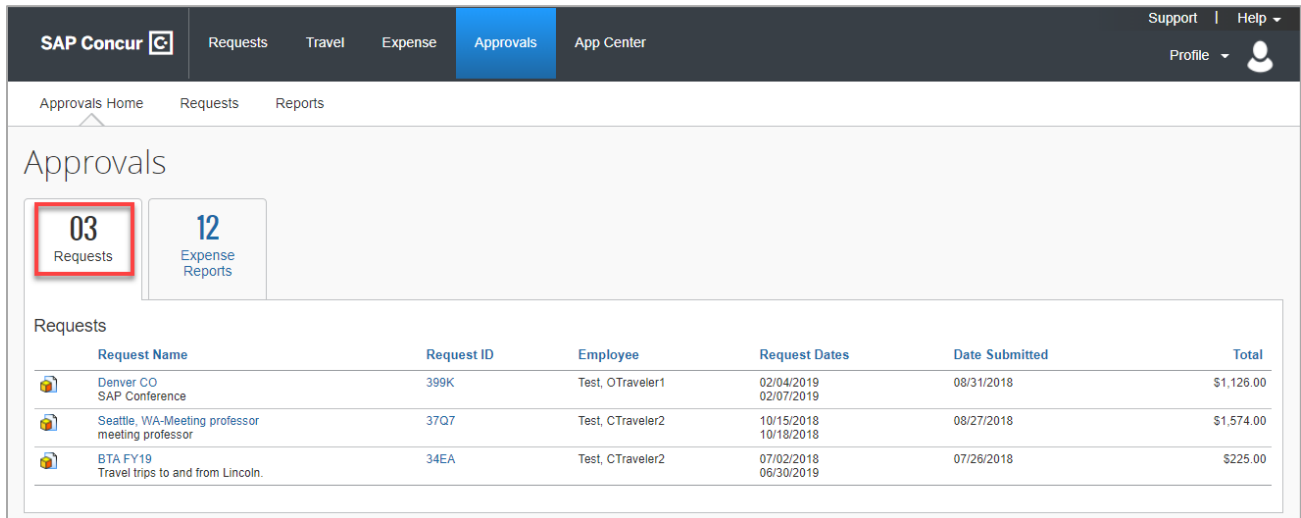 Support | Help
SAP Concur C Requests Travel Expense Approvals App Center
Profile
Approvals Home Requests Reports
Approvals
03 12
Requests Expense
Reports
Requests
Request Name Request ID Employee Request Dates Date Submitted Total
Denver CO 399K Test, OTraveler1 02/04/2019 08/31/2018 $1,126.00
SAP Conference 02/07/2019
Seattle, WA-Meeting professor 37Q7 Test, CTraveler2 10/15/2018 08/27/2018 $1,574.00
meeting professor 10/18/2018
BTA FY19 34EA Test, CTraveler2 07/02/2018 07/26/2018 $225.00
Travel trips to and from Lincoln. 06/30/2019